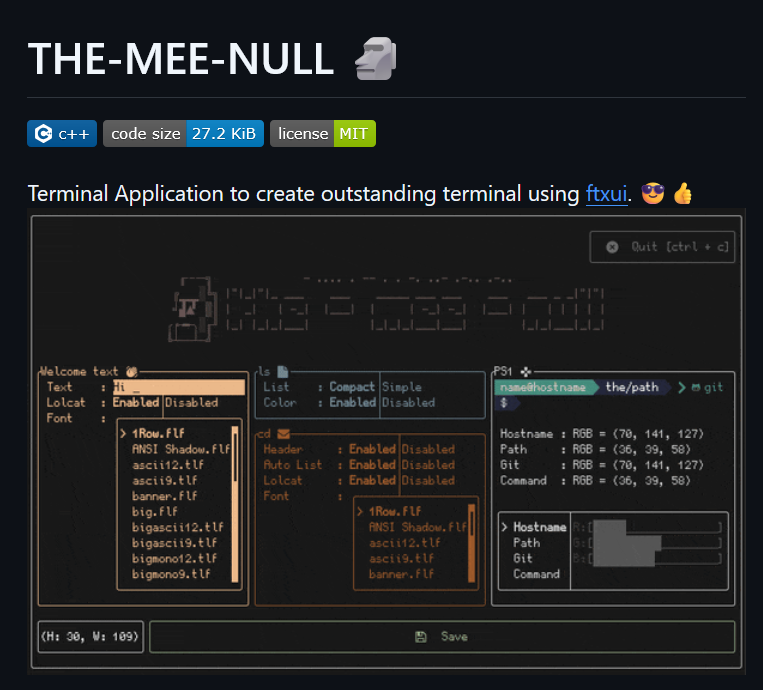 THE-MEE-NULL 🗿
c++ code size 27.2 KiB license MIT
Terminal Application to create outstanding terminal using ftxui. 😎 👍
Quit [ctrl + c]
the - mee - null
Welcome text
Text : Hi _
Lolcat : Enabled Disabled
Font :
> 1Row.flf
ANSI Shadow.flf
ascii12.tlf
ascii9.tlf
banner.flf
big.flf
bigascii12.tlf
bigascii9.tlf
bigmono12.tlf
bigmono9.tlf
ls
List : Compact Simple
Color : Enabled Disabled
cd
Header : Enabled Disabled
Auto List : Enabled Disabled
Lolcat : Enabled Disabled
Font :
> 1Row.flf
ANSI Shadow.flf
ascii12.tlf
ascii9.tlf
banner.flf
PS1
name@hostname the/path > git
$
Hostname : RGB = (70, 141, 127)
Path : RGB = (36, 39, 58)
Git : RGB = (70, 141, 127)
Command : RGB = (36, 39, 58)
> Hostname R:[ ]
Path G:[ ]
Git B:[ ]
Command
(H: 30, W: 109)
Save